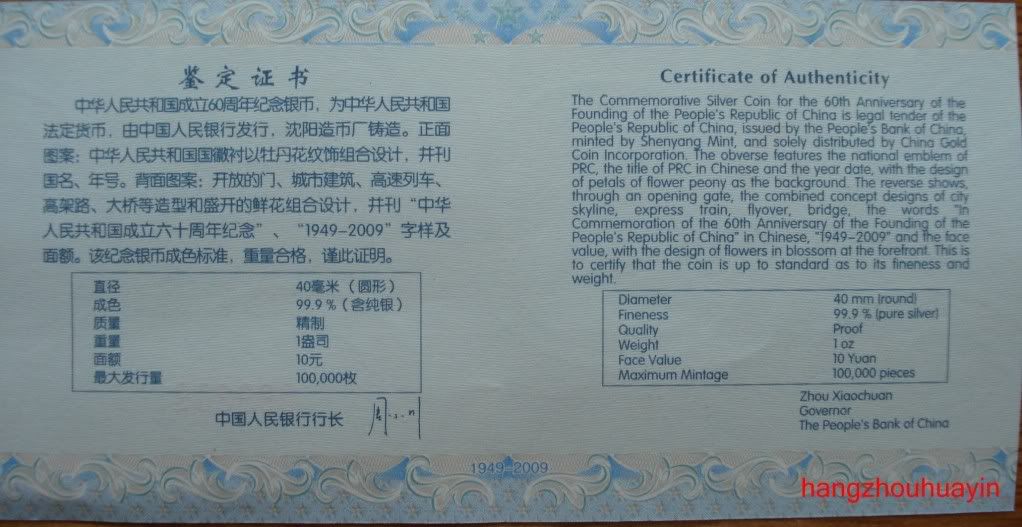 鉴定证书
中华人民共和国成立60周年纪念银币，为中华人民共和国
法定货币，由中国人民银行发行，沈阳造币厂铸造。正面
图案：中华人民共和国国徽衬以牡丹花纹饰组合设计，并刊
国名、年号。背面图案：开放的门、城市建筑、高速列车、
高架路、大桥等造型和盛开的鲜花组合设计，并刊“中华
人民共和国成立六十周年纪念”、“1949-2009”字样及
面额。该纪念银币成色标准，重量合格，谨此证明。
直径 40毫米（圆形）
成色 99.9％（含纯银）
质量 精制
重量 1盎司
面额 10元
最大发行量 100,000枚
中国人民银行行长
Certificate of Authenticity
The Commemorative Silver Coin for the 60th Anniversary of the
Founding of the People's Republic of China is legal tender of the
People's Republic of China, issued by the People's Bank of China,
minted by Shenyang Mint, and solely distributed by China Gold
Coin Incorporation. The obverse features the national emblem of
PRC, the title of PRC in Chinese and the year date, with the design
of petals of flower peony as the background. The reverse shows,
through an opening gate, the combined concept designs of city
skyline, express train, flyover, bridge, the words "In
Commemoration of the 60th Anniversary of the Founding of the
People's Republic of China" in Chinese, "1949-2009" and the face
value, with the design of flowers in blossom at the forefront. This is
to certify that the coin is up to standard as to its fineness and
weight.
Diameter 40 mm (round)
Fineness 99.9 % (pure silver)
Quality Proof
Weight 1 oz
Face Value 10 Yuan
Maximum Mintage 100,000 pieces
Zhou Xiaochuan
Governor
The People's Bank of China
1949-2009
hangzhouhuayin